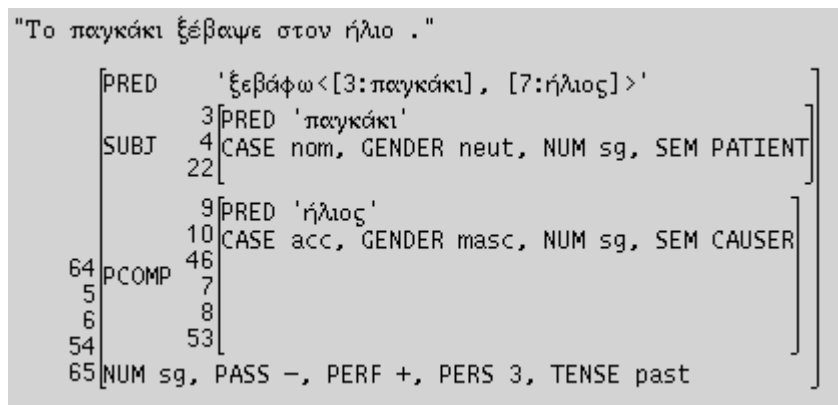 "Το παγκάκι ξέβαψε στον ήλιο ."
PRED 'ξεβάφω<[3:παγκάκι], [7:ήλιος]>'
3 PRED 'παγκάκι'
SUBJ 4 CASE nom, GENDER neut, NUM sg, SEM PATIENT
22
9 PRED 'ήλιος'
10 CASE acc, GENDER masc, NUM sg, SEM CAUSER
64 PCOMP 46
5 7
6 8
54 53
65 NUM sg, PASS −, PERF +, PERS 3, TENSE past